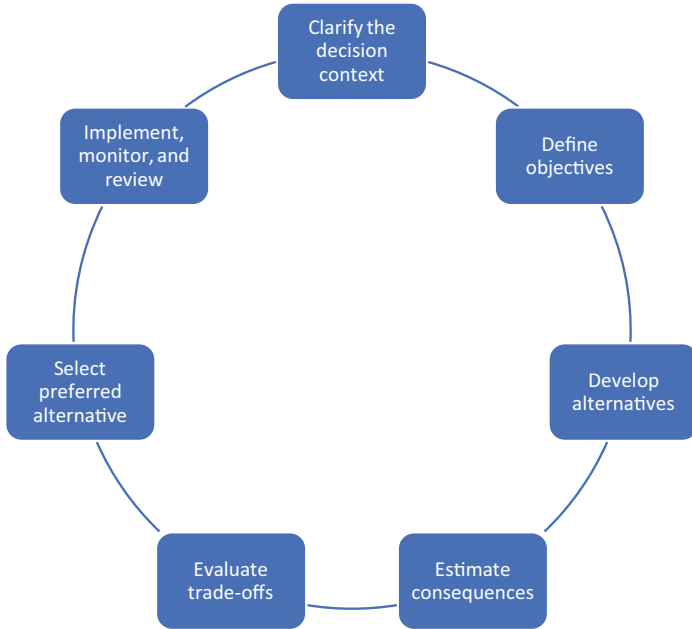 Clarify the
decision
context
Define
objectives
Develop
alternatives
Estimate
consequences
Evaluate
trade-offs
Select
preferred
alternative
Implement,
monitor, and
review